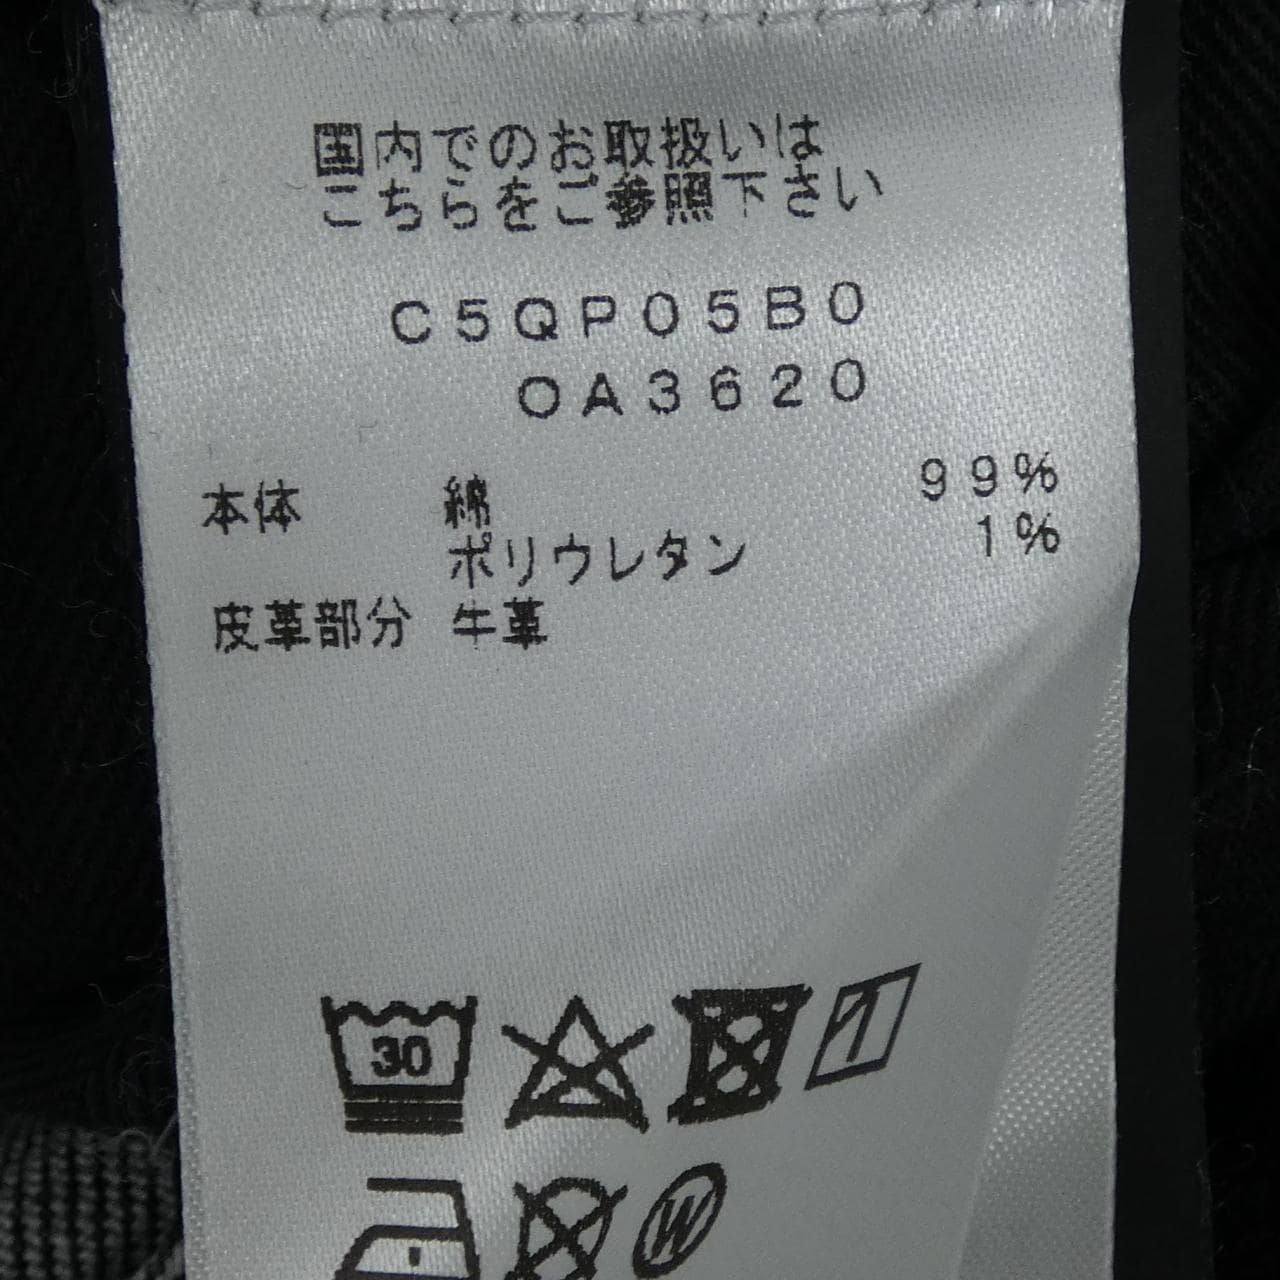 国内でのお取扱いは
こちらをご参照下さい
C5QP05B0
OA3620
本体 綿 99%
ポリウレタン 1%
皮革部分 牛革
30
W